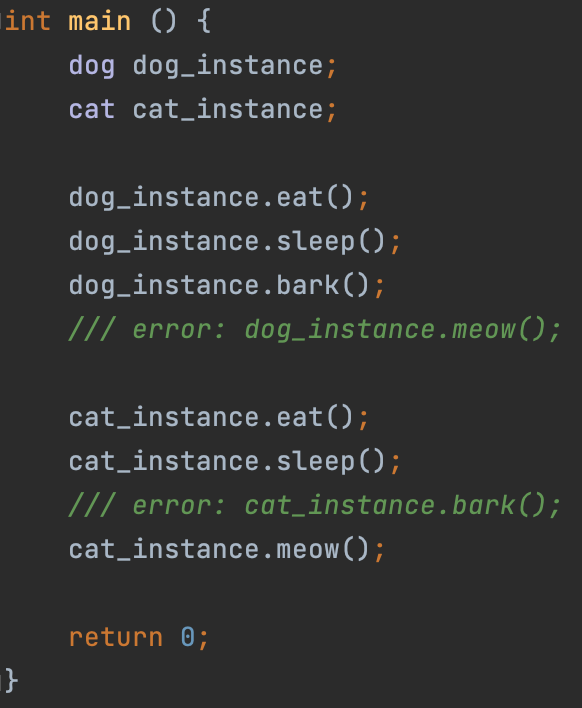 int main () {
dog dog_instance;
cat cat_instance;
dog_instance.eat();
dog_instance.sleep();
dog_instance.bark();
/// error: dog_instance.meow();
cat_instance.eat();
cat_instance.sleep();
/// error: cat_instance.bark();
cat_instance.meow();
return 0;
}